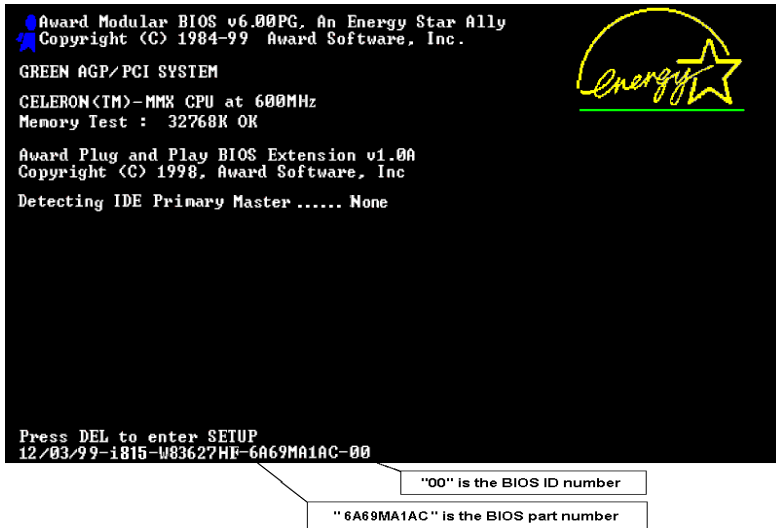 Award Modular BIOS v6.00PG, An Energy Star Ally
Copyright (C) 1984-99 Award Software, Inc.
energy
GREEN AGP/PCI SYSTEM
CELERON(TM)-MMX CPU at 600MHz
Memory Test : 32768K OK
Award Plug and Play BIOS Extension v1.0A
Copyright (C) 1998, Award Software, Inc
Detecting IDE Primary Master ...... None
Press DEL to enter SETUP
12/03/99-i815-W83627HF-6A69MA1AC-00
"00" is the BIOS ID number
" 6A69MA1AC" is the BIOS part number